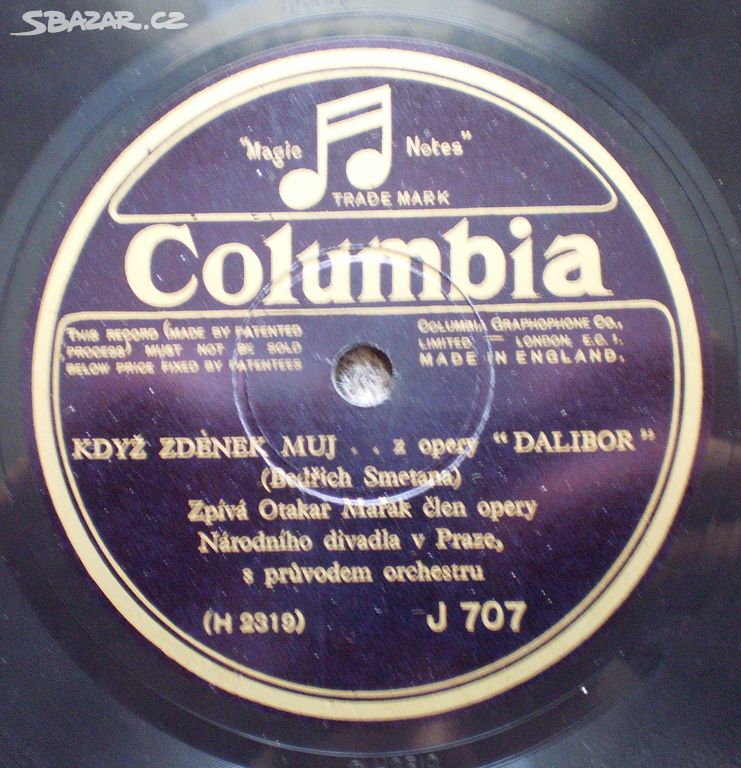 SBAZAR.CZ
"Magic Notes"
TRADE MARK
Columbia
THIS RECORD (MADE BY PATENTED
PROCESS) MUST NOT BE SOLD
BELOW PRICE FIXED BY PATENTEES
COLUMBIA GRAPHOPHONE CO.,
LIMITED. — LONDON, E.C. 1.
MADE IN ENGLAND.
KDYŽ ZDĚNEK MUJ . . z opery "DALIBOR"
(Bedřich Smetana)
Zpívá Otakar Mařak člen opery
Národního divadla v Praze,
s průvodem orchestru
(H 2319) J 707